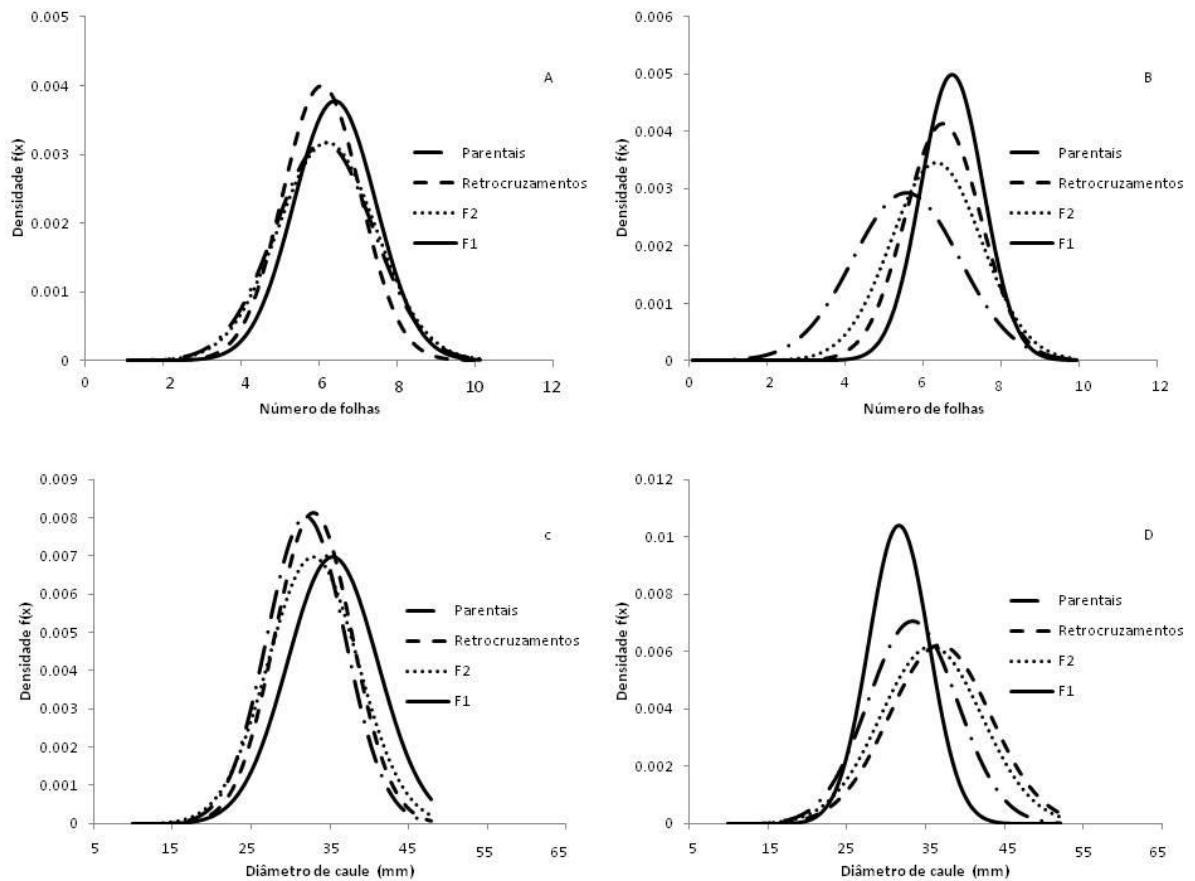 0.005
0.004
0.003
0.002
0.001
0
Densidade f(x)
0 2 4 6 8 10 12
Número de folhas
A
Parentais
Retrocruzamentos
F2
F1
0.006
0.005
0.004
0.003
0.002
0.001
0
Densidade f(x)
0 2 4 6 8 10 12
Número de folhas
B
Parentais
Retrocruzamentos
F2
F1
0.009
0.008
0.007
0.006
0.005
0.004
0.003
0.002
0.001
0
Densidade f(x)
5 15 25 35 45 55 65
Diâmetro de caule (mm)
c
Parentais
Retrocruzamentos
F2
F1
0.012
0.01
0.008
0.006
0.004
0.002
0
Densidade f(x)
5 15 25 35 45 55 65
Diâmetro de caule (mm)
D
Parentais
Retrocruzamentos
F2
F1